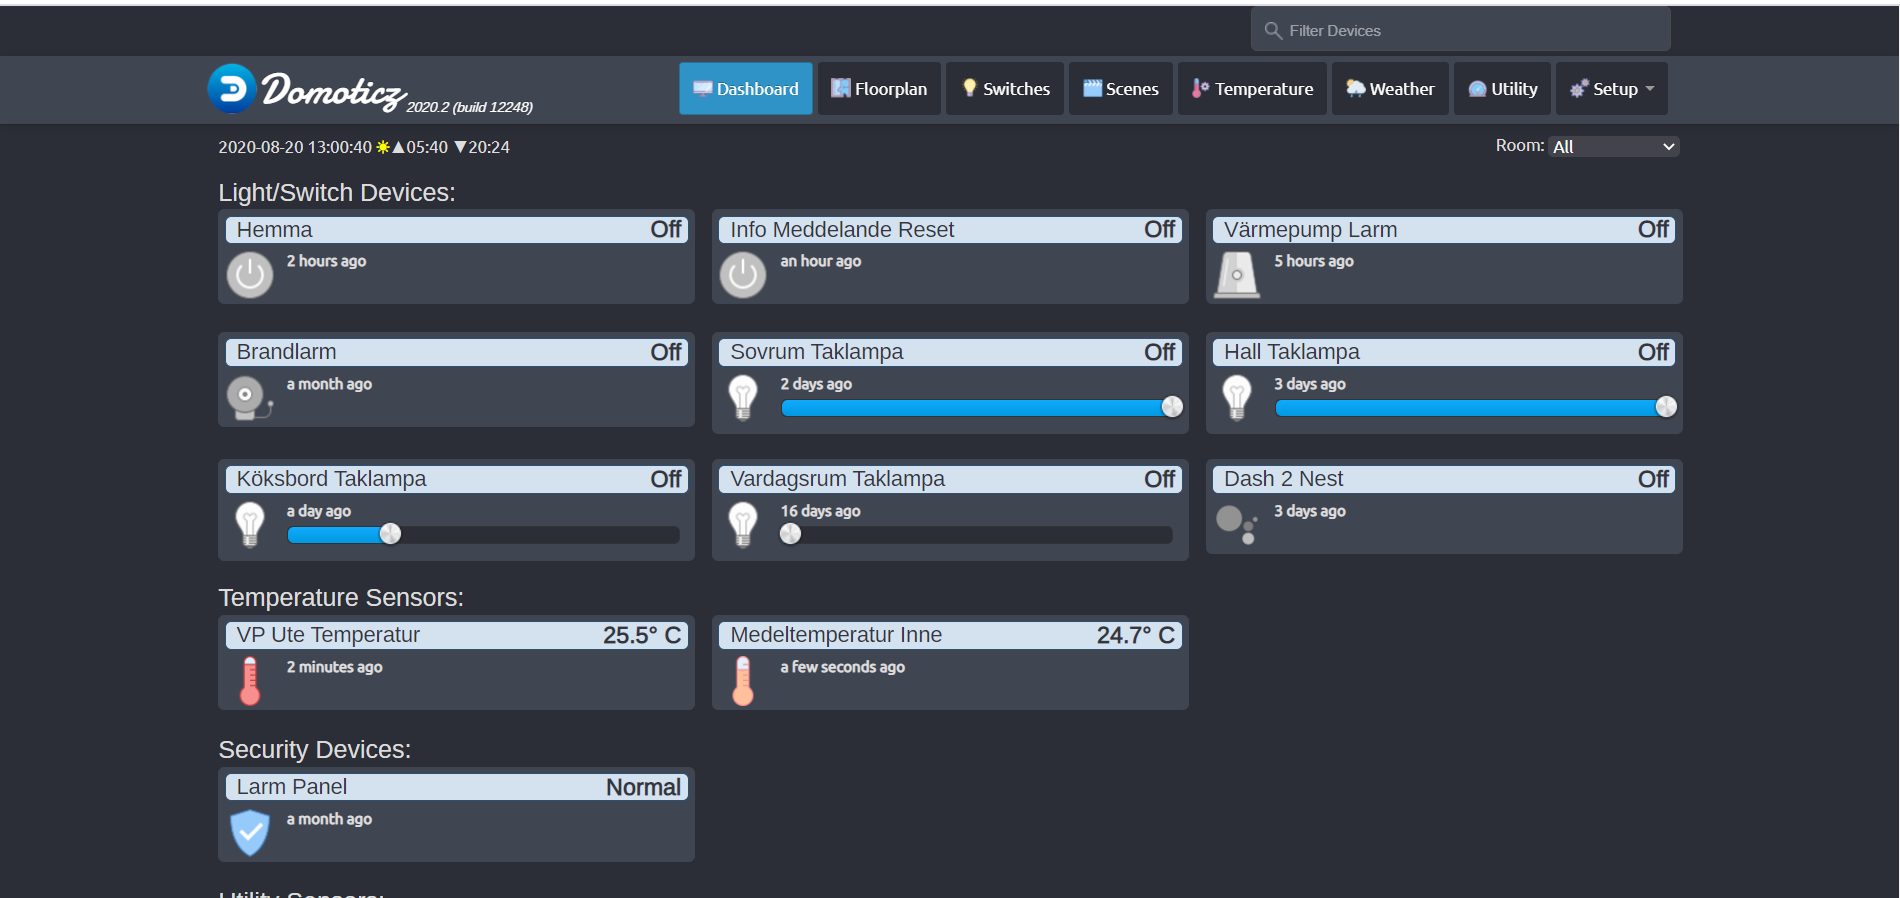 Filter Devices
Domoticz 2020.2 (build 12248)
Dashboard Floorplan Switches Scenes Temperature Weather Utility Setup
2020-08-20 13:00:40 ☀▲05:40 ▼20:24 Room: All
Light/Switch Devices:
Hemma Off
2 hours ago
Info Meddelande Reset Off
an hour ago
Värmepump Larm Off
5 hours ago
Brandlarm Off
a month ago
Sovrum Taklampa Off
2 days ago
Hall Taklampa Off
3 days ago
Köksbord Taklampa Off
a day ago
Vardagsrum Taklampa Off
16 days ago
Dash 2 Nest Off
3 days ago
Temperature Sensors:
VP Ute Temperatur 25.5° C
2 minutes ago
Medeltemperatur Inne 24.7° C
a few seconds ago
Security Devices:
Larm Panel Normal
a month ago
Utility Sensors: